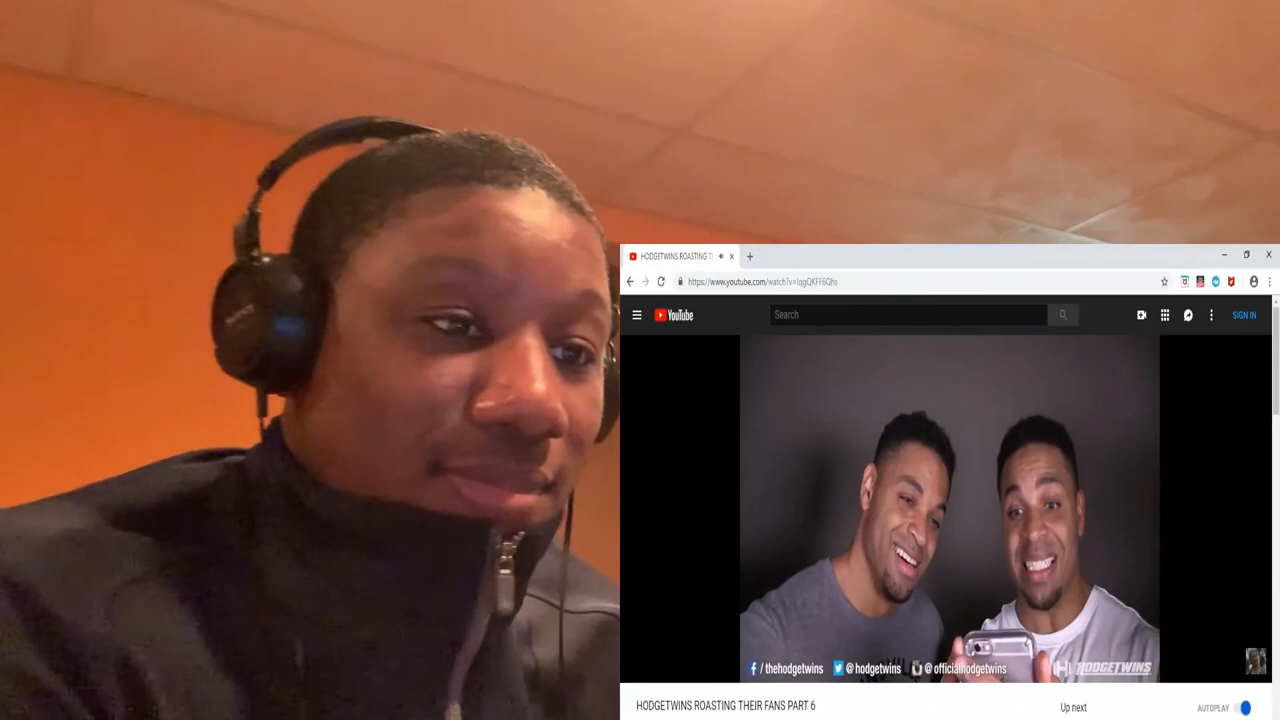 HODGETWINS ROASTING T
https://www.youtube.com/watch?v=IqgQKFF6Qhs
YouTube
Search
SIGN IN
/thehodgetwins @hodgetwins @officialhodgetwins HODGETWINS
HODGETWINS ROASTING THEIR FANS PART 6
Up next
AUTOPLAY